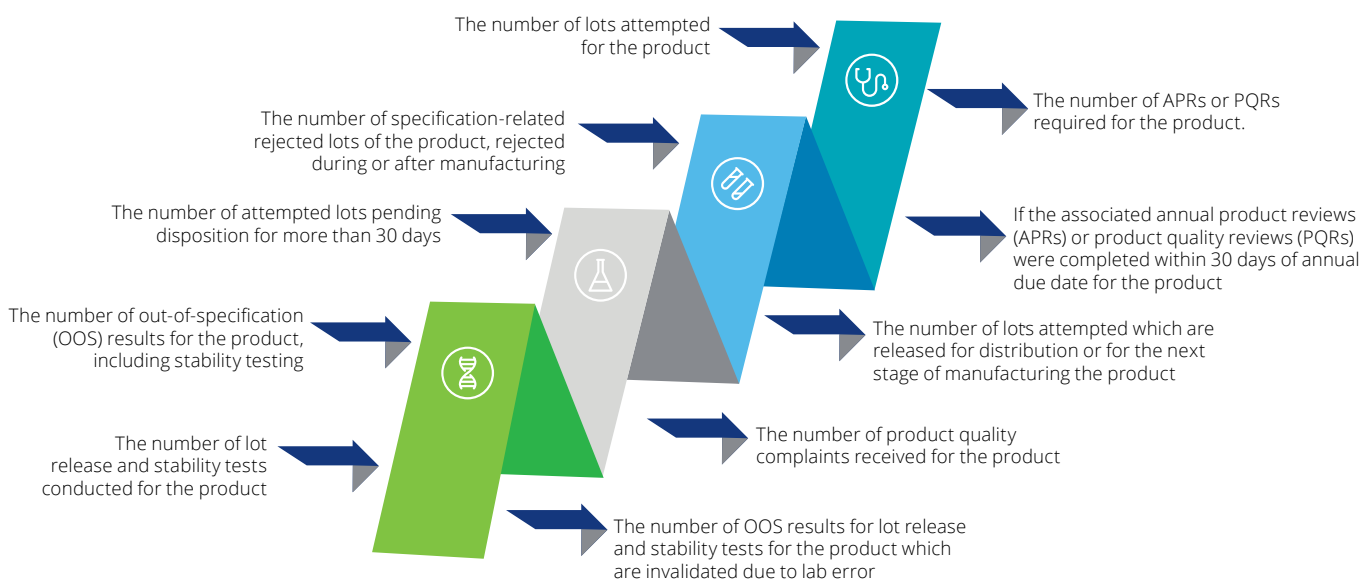 The number of lots attempted
for the product
The number of APRs or PQRs
required for the product.
The number of specification-related
rejected lots of the product, rejected
during or after manufacturing
The number of attempted lots pending
disposition for more than 30 days
If the associated annual product reviews
(APRs) or product quality reviews (PQRs)
were completed within 30 days of annual
due date for the product
The number of out-of-specification
(OOS) results for the product,
including stability testing
The number of lots attempted which are
released for distribution or for the next
stage of manufacturing the product
The number of lot
release and stability tests
conducted for the product
The number of product quality
complaints received for the product
The number of OOS results for lot release
and stability tests for the product which
are invalidated due to lab error